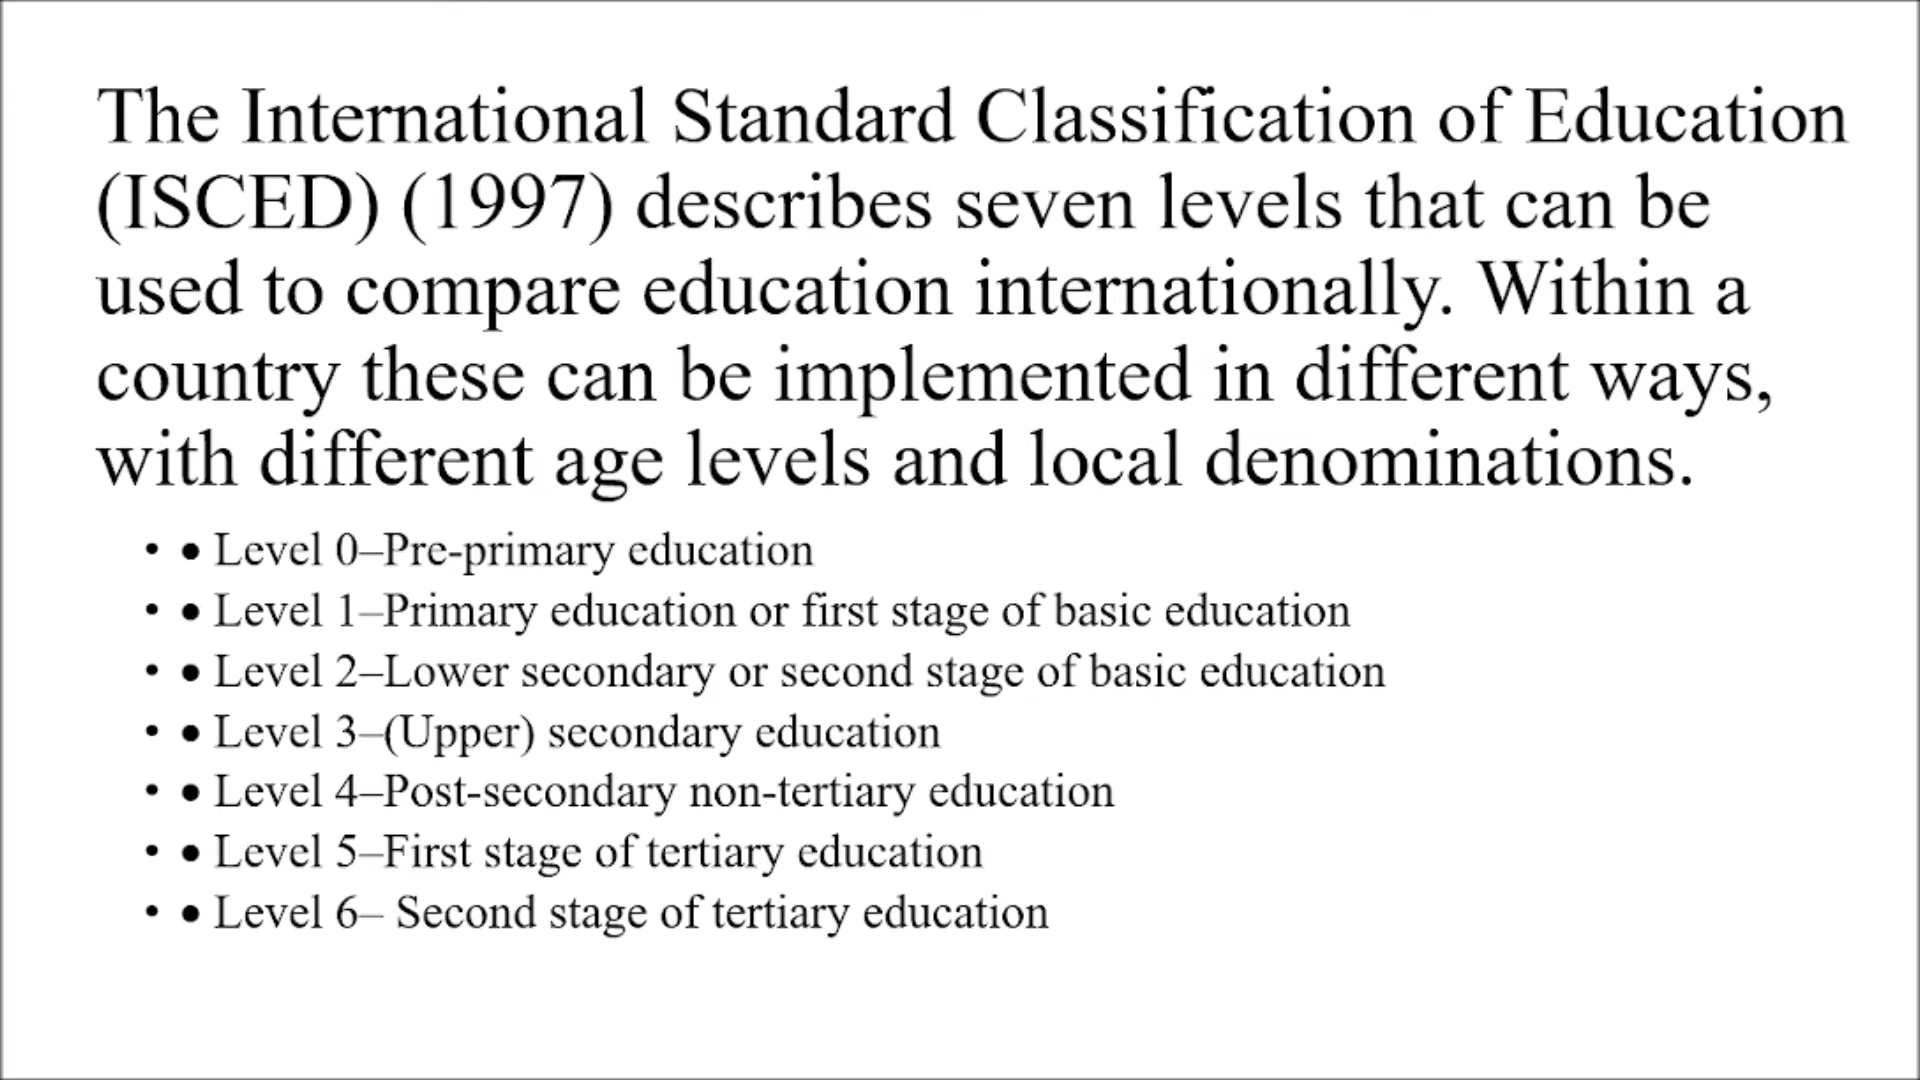 The International Standard Classification of Education
(ISCED) (1997) describes seven levels that can be
used to compare education internationally. Within a
country these can be implemented in different ways,
with different age levels and local denominations.
• ● Level 0–Pre-primary education
• ● Level 1–Primary education or first stage of basic education
• ● Level 2–Lower secondary or second stage of basic education
• ● Level 3–(Upper) secondary education
• ● Level 4–Post-secondary non-tertiary education
• ● Level 5–First stage of tertiary education
• ● Level 6– Second stage of tertiary education